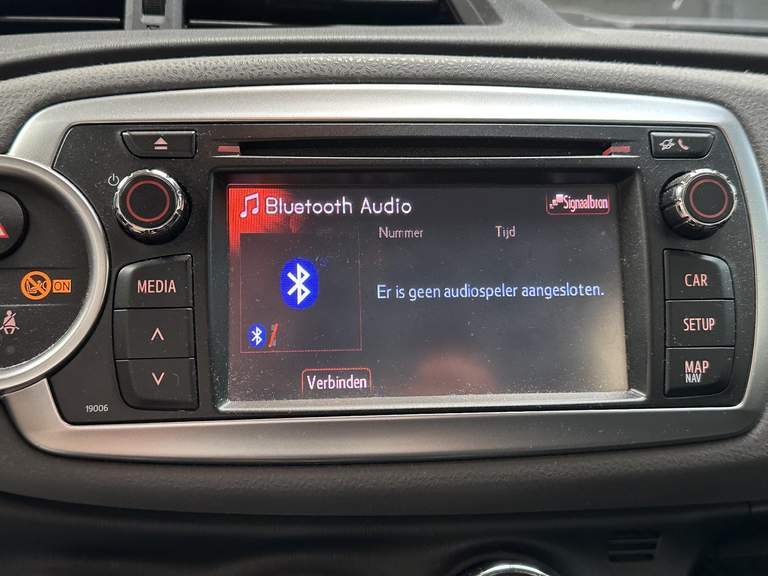 Bluetooth Audio
Signaalbron
Nummer
Tijd
Er is geen audiospeler aangesloten.
Verbinden
MEDIA
CAR
SETUP
MAP
NAV
19006
ON